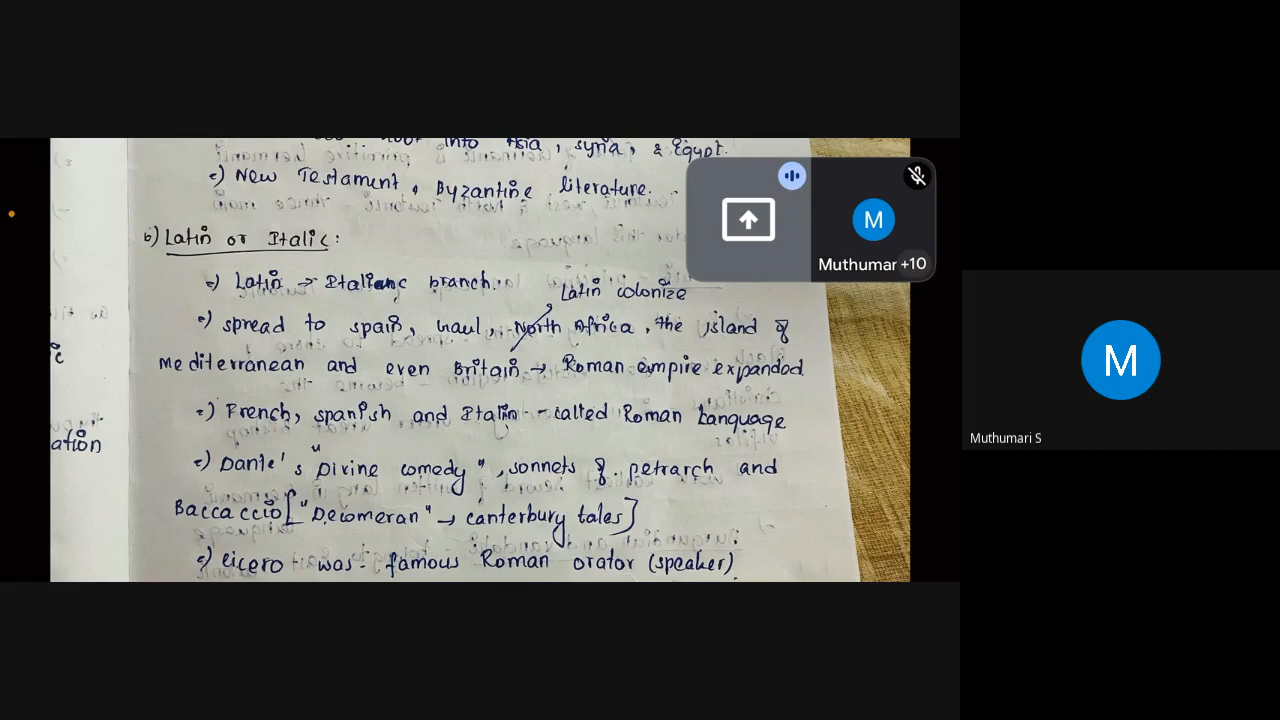 into Asia, syria, & Egypt.
=) New Testament, Byzantine literature.
6) Latin or Italic:
=) Latin → Italianc branch.
Latin colonize
=) spread to spain, Gaul, North Africa, the island of
mediterranean and even Britain → Roman empire expanded
=) French, spanish and Italin - called Roman Language
=) Dante's "Divine comedy", sonnets of petrarch and
Baccaccio ["Decomeran" → canterbury tales]
=) Cicero was famous Roman orator (speaker)
ic
ation
Muthumar +10
M
M
Muthumari S